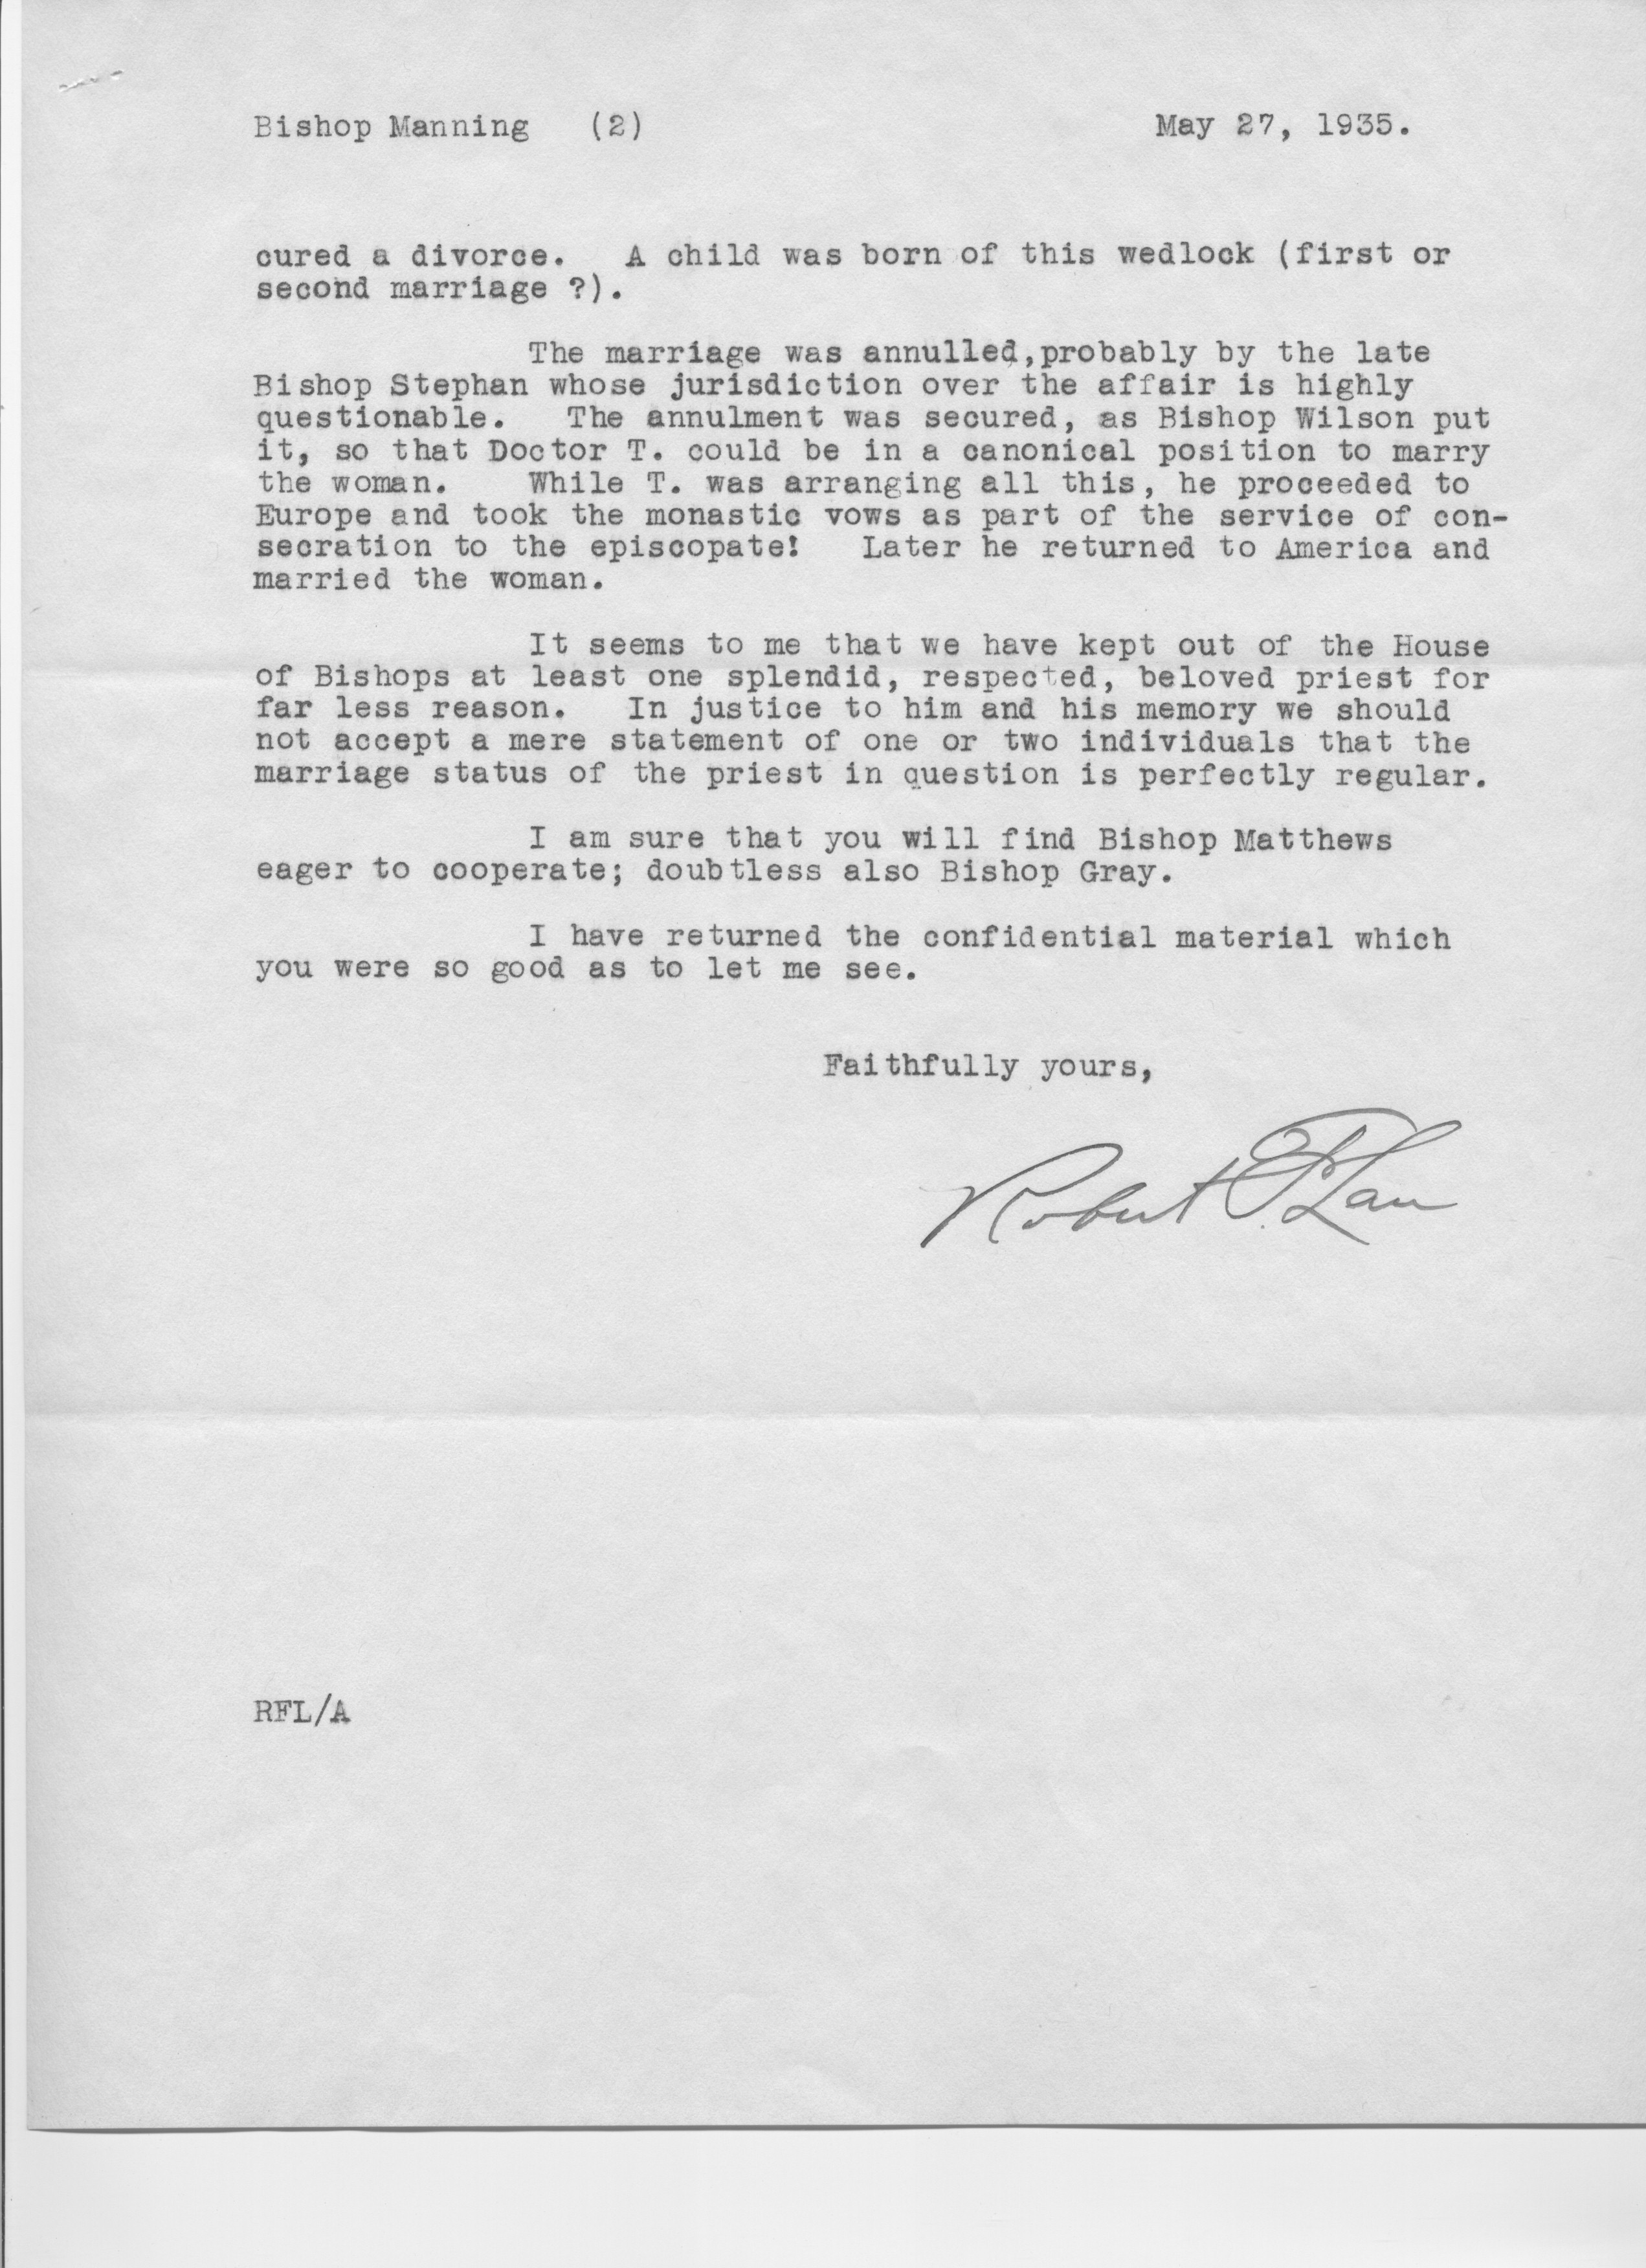 Bishop Manning (2) May 27, 1935.
cured a divorce. A child was born of this wedlock (first or
second marriage ?).
The marriage was annulled,probably by the late
Bishop Stephan whose jurisdiction over the affair is highly
questionable. The annulment was secured, as Bishop Wilson put
it, so that Doctor T. could be in a canonical position to marry
the woman. While T. was arranging all this, he proceeded to
Europe and took the monastic vows as part of the service of con-
secration to the episcopate! Later he returned to America and
married the woman.
It seems to me that we have kept out of the House
of Bishops at least one splendid, respected, beloved priest for
far less reason. In justice to him and his memory we should
not accept a mere statement of one or two individuals that the
marriage status of the priest in question is perfectly regular.
I am sure that you will find Bishop Matthews
eager to cooperate; doubtless also Bishop Gray.
I have returned the confidential material which
you were so good as to let me see.
Faithfully yours,
Robert F. Lau
RFL/A